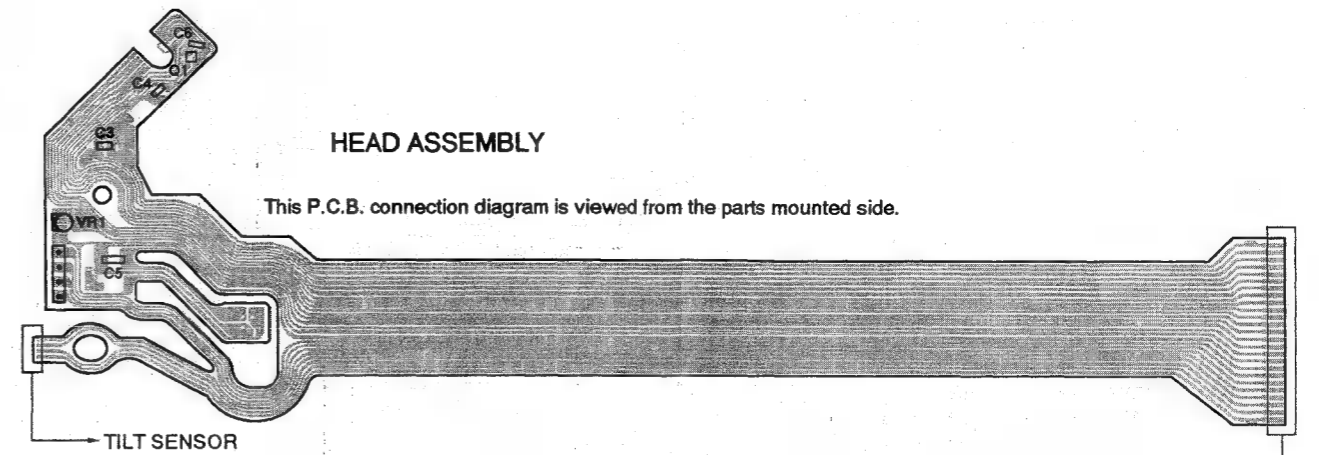 C6
Q1
C4
C3
HEAD ASSEMBLY
This P.C.B. connection diagram is viewed from the parts mounted side.
VR1
C5
TILT SENSOR